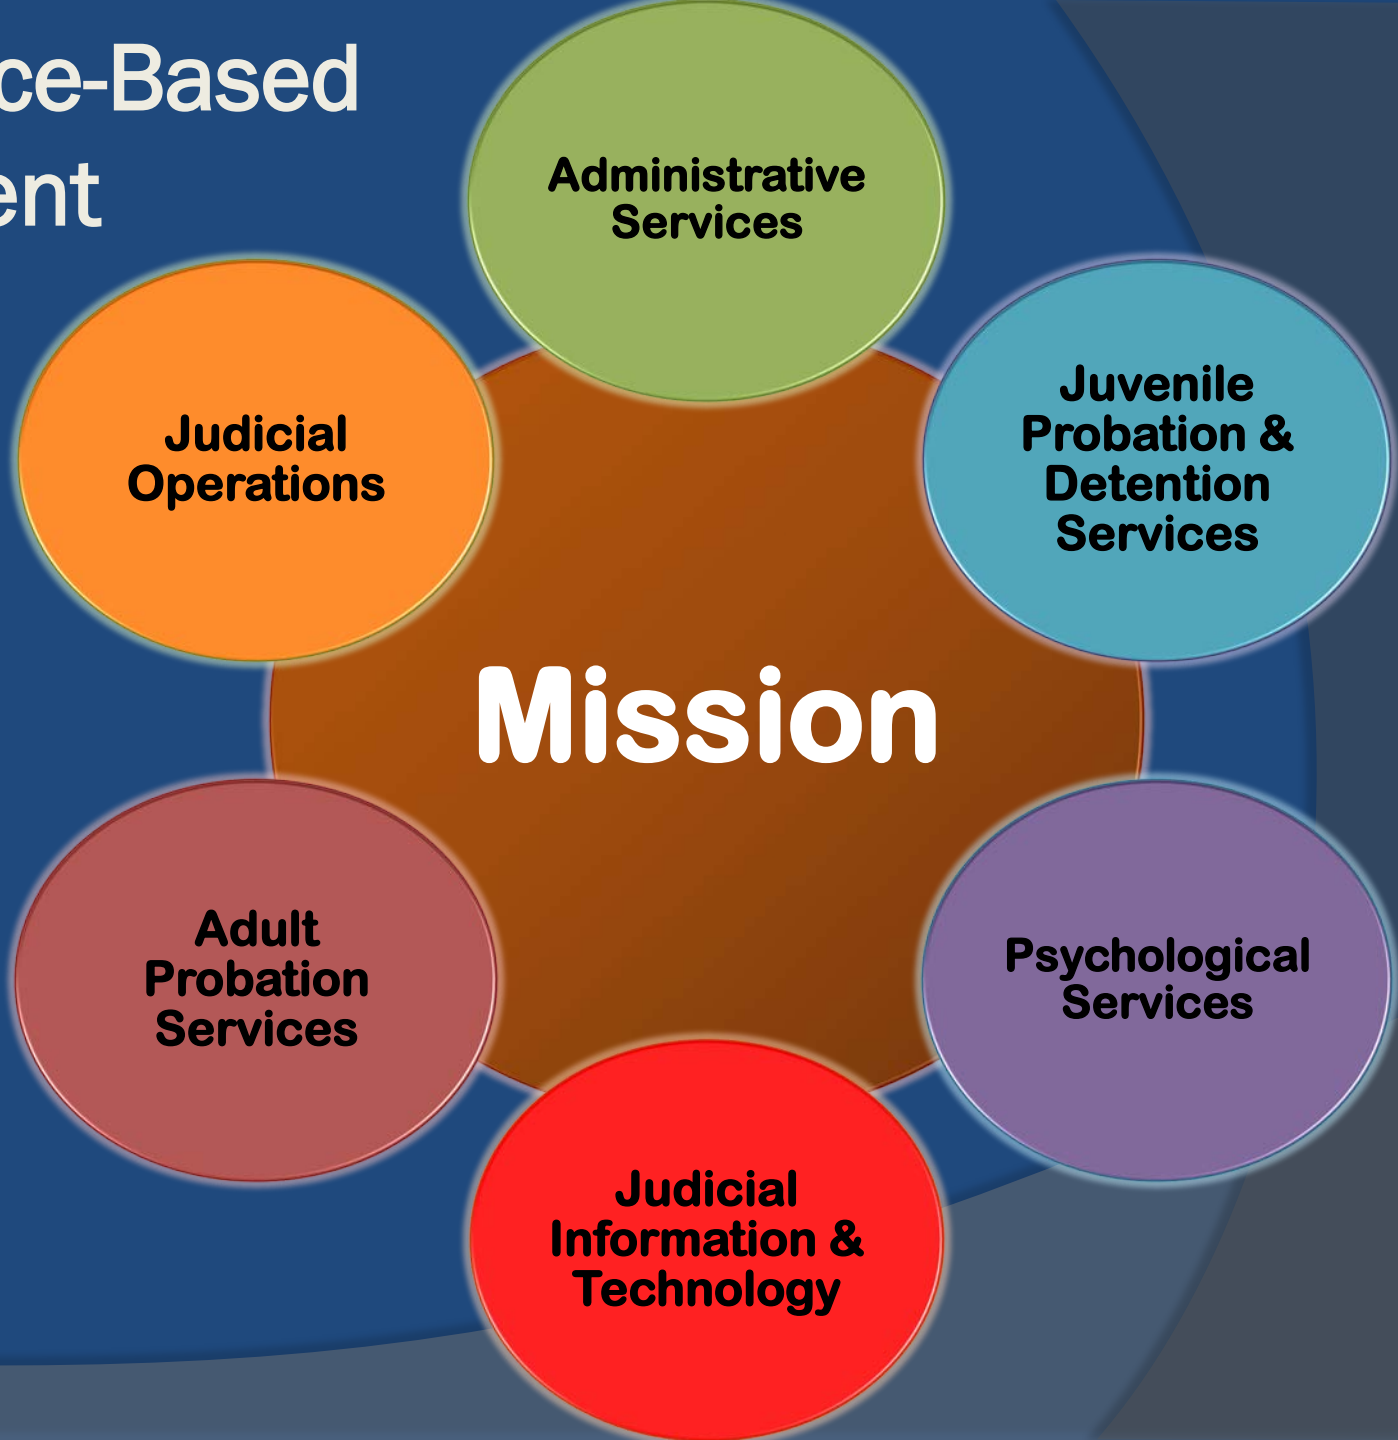 ce-Based
ent
Administrative
Services
Judicial
Operations
Juvenile
Probation &
Detention
Services
Mission
Adult
Probation
Services
Psychological
Services
Judicial
Information &
Technology